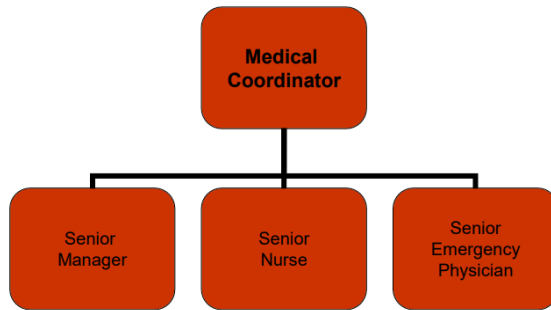 Medical
Coordinator
Senior
Manager
Senior
Nurse
Senior
Emergency
Physician